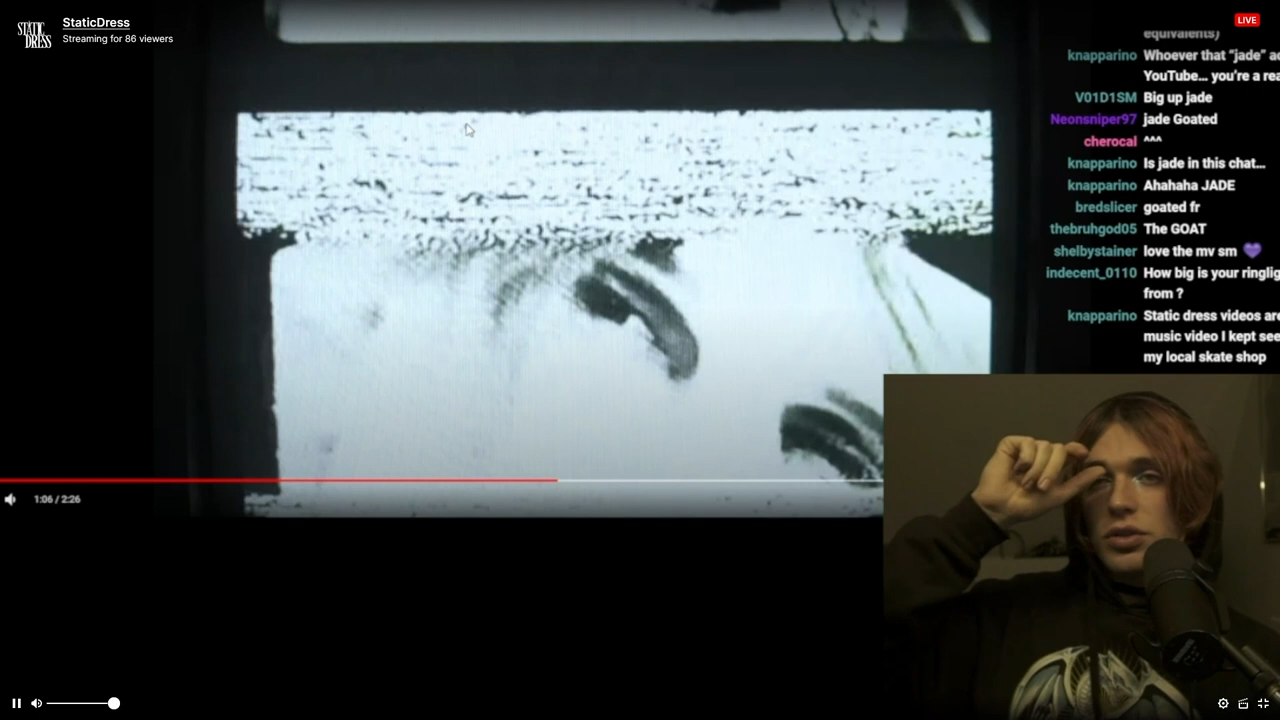 STATIC
DRESS
StaticDress
Streaming for 86 viewers
LIVE
equivalents)
knapparino Whoever that “jade” ac
YouTube... you’re a rea
V01D1SM Big up jade
Neonsniper97 jade Goated
cherocal ^^^
knapparino Is jade in this chat...
knapparino Ahahaha JADE
bredslicer goated fr
thebruhgod05 The GOAT
shelbystainer love the mv sm 💜
indecent_0110 How big is your ringlig
from ?
knapparino Static dress videos are
music video I kept see
my local skate shop
1:06 / 2:26